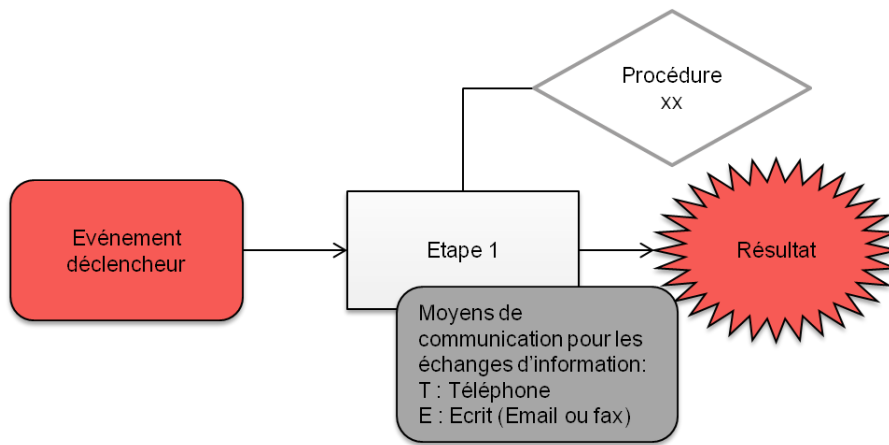 Procédure
xx
Evénement
déclencheur
Etape 1
Résultat
Moyens de
communication pour les
échanges d'information:
T : Téléphone
E : Ecrit (Email ou fax)